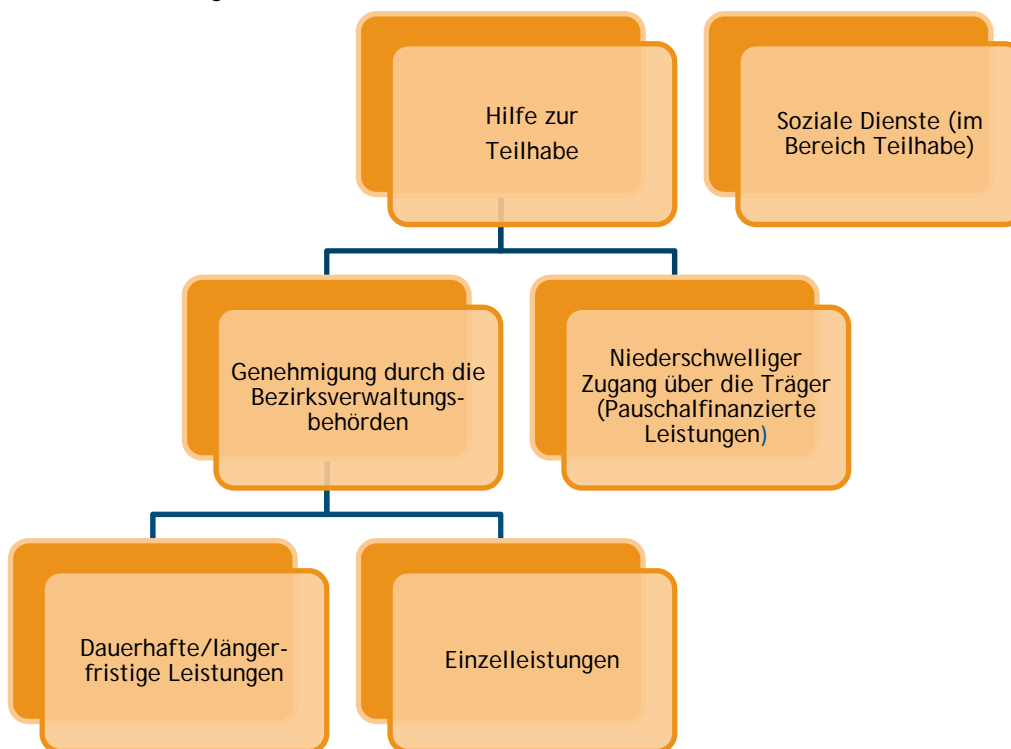 Hilfe zur
Teilhabe
Soziale Dienste (im
Bereich Teilhabe)
Genehmigung durch die
Bezirksverwaltungs-
behörden
Niederschwelliger
Zugang über die Träger
(Pauschalfinanzierte
Leistungen)
Dauerhafte/länger-
fristige Leistungen
Einzelleistungen